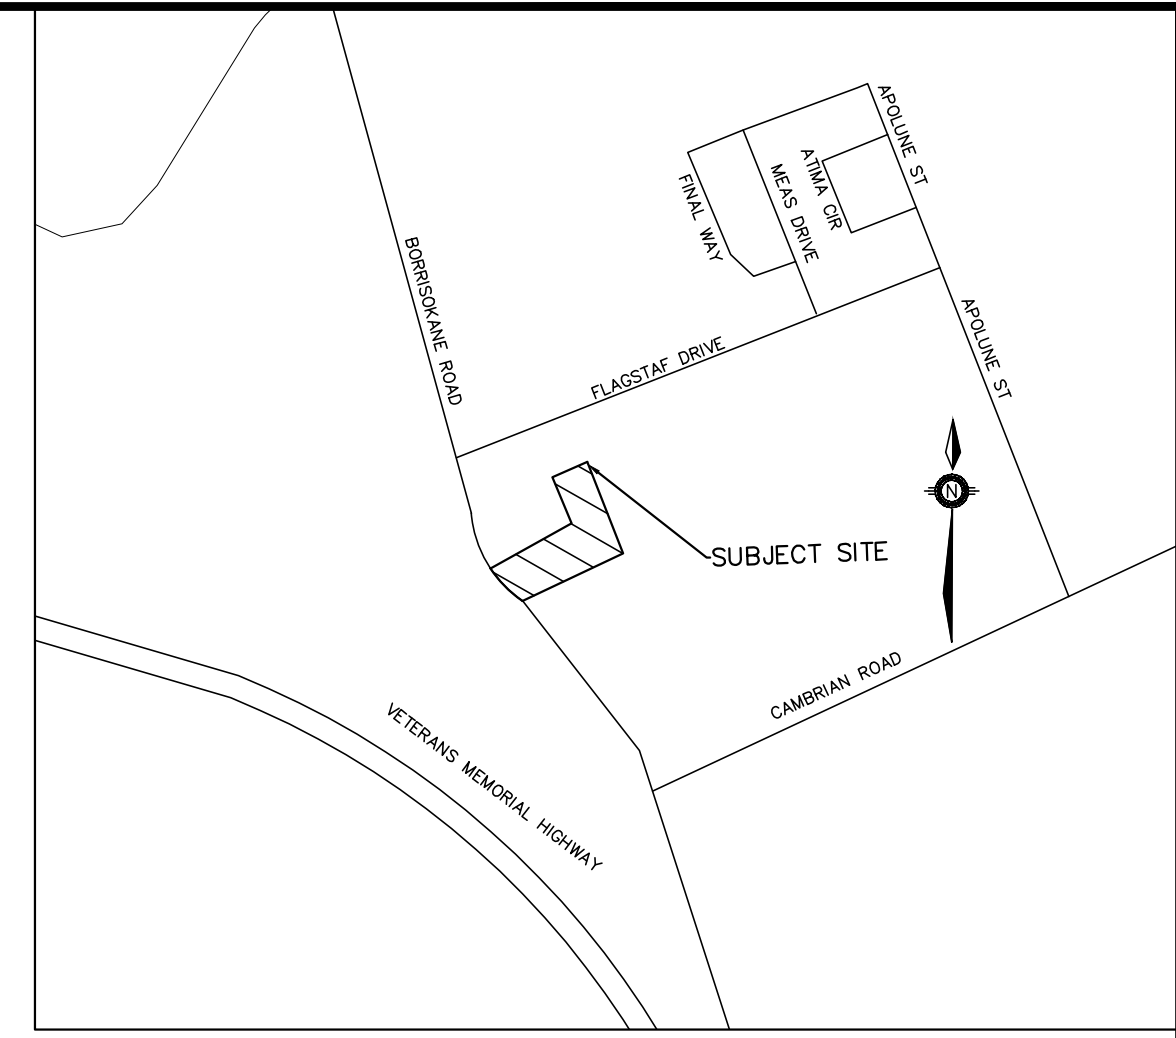 APOLUNE ST
ATIMA CIR
MEAS DRIVE
FINAL WAY
BORRISOKANE ROAD
APOLUNE ST
FLAGSTAF DRIVE
N
SUBJECT SITE
CAMBRIAN ROAD
VETERANS MEMORIAL HIGHWAY